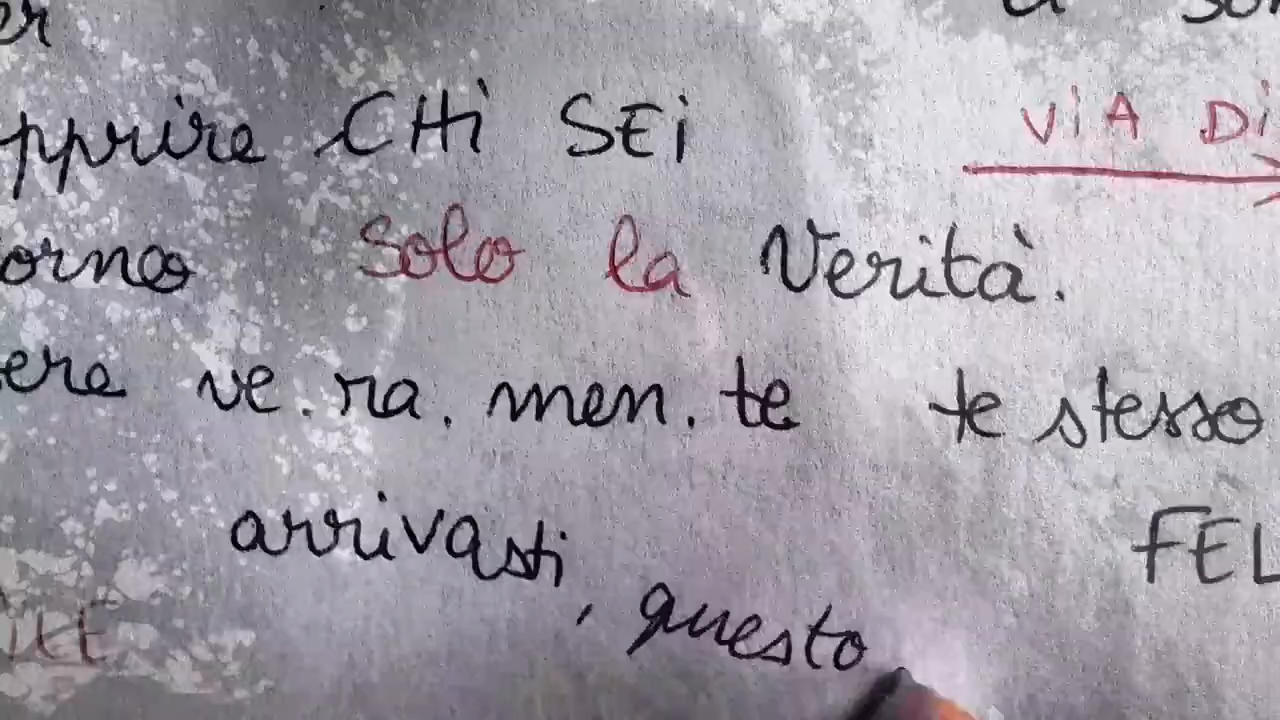 er
pprire CHi SEi
ViA Di
orno solo la Verità.
ere ve.ra.men.te te stesso
arrivasti, questo
FEL